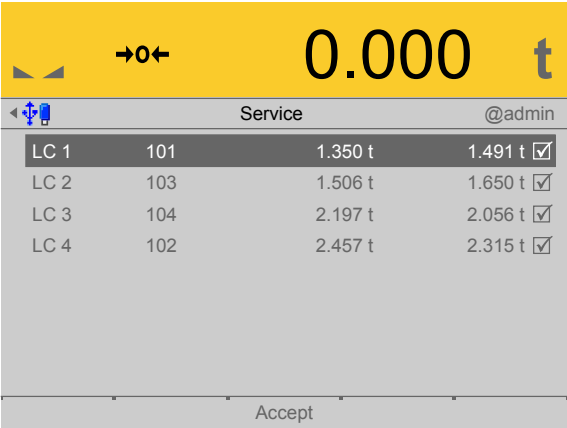 →0← 0.000 t
Service @admin
LC 1 101 1.350 t 1.491 t
LC 2 103 1.506 t 1.650 t
LC 3 104 2.197 t 2.056 t
LC 4 102 2.457 t 2.315 t
Accept